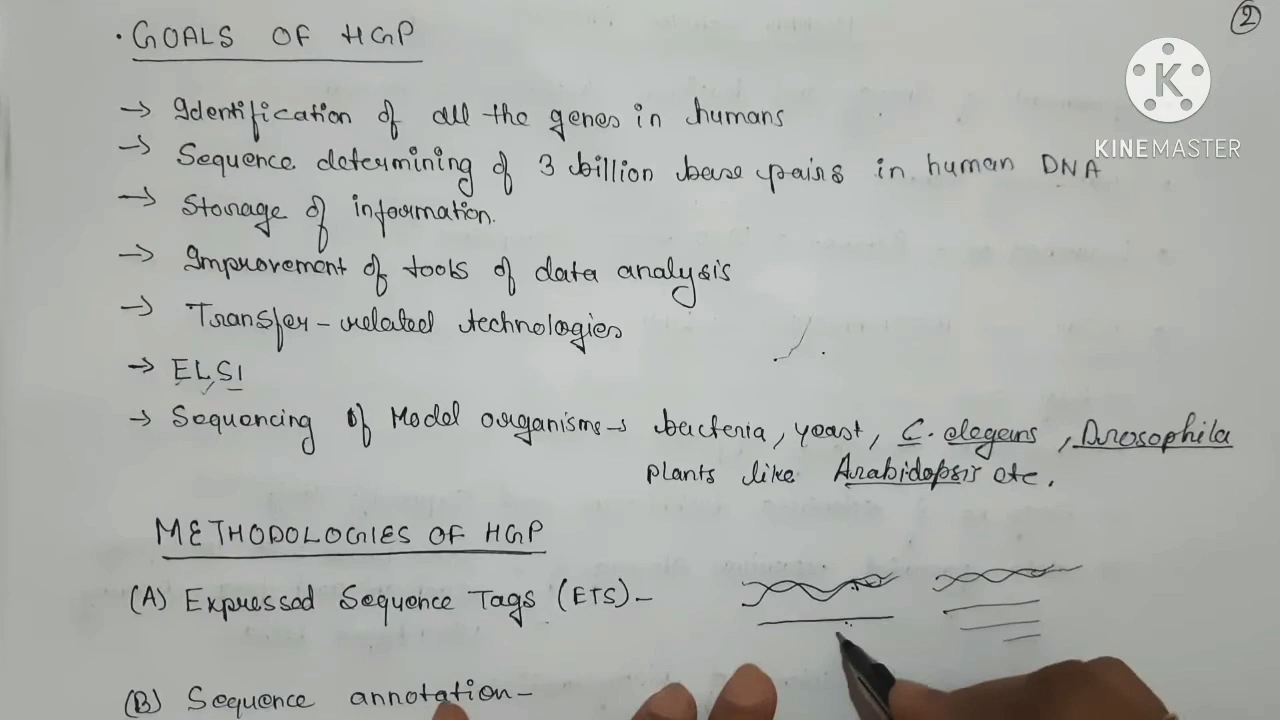 2
· GOALS OF HGP
K
KINEMASTER
→ Identification of all the genes in humans
→ Sequence determining of 3 billion base pairs in human DNA
→ Storage of information.
→ Improvement of tools of data analysis
→ Transfer-related technologies
→ ELSI
→ Sequencing of Model organisms → bacteria, yeast, C. elegans, Drosophila
plants like Arabidopsis etc.
METHODOLOGIES OF HGP
(A) Expressed Sequence Tags (ETS) -
(B) Sequence annotation -